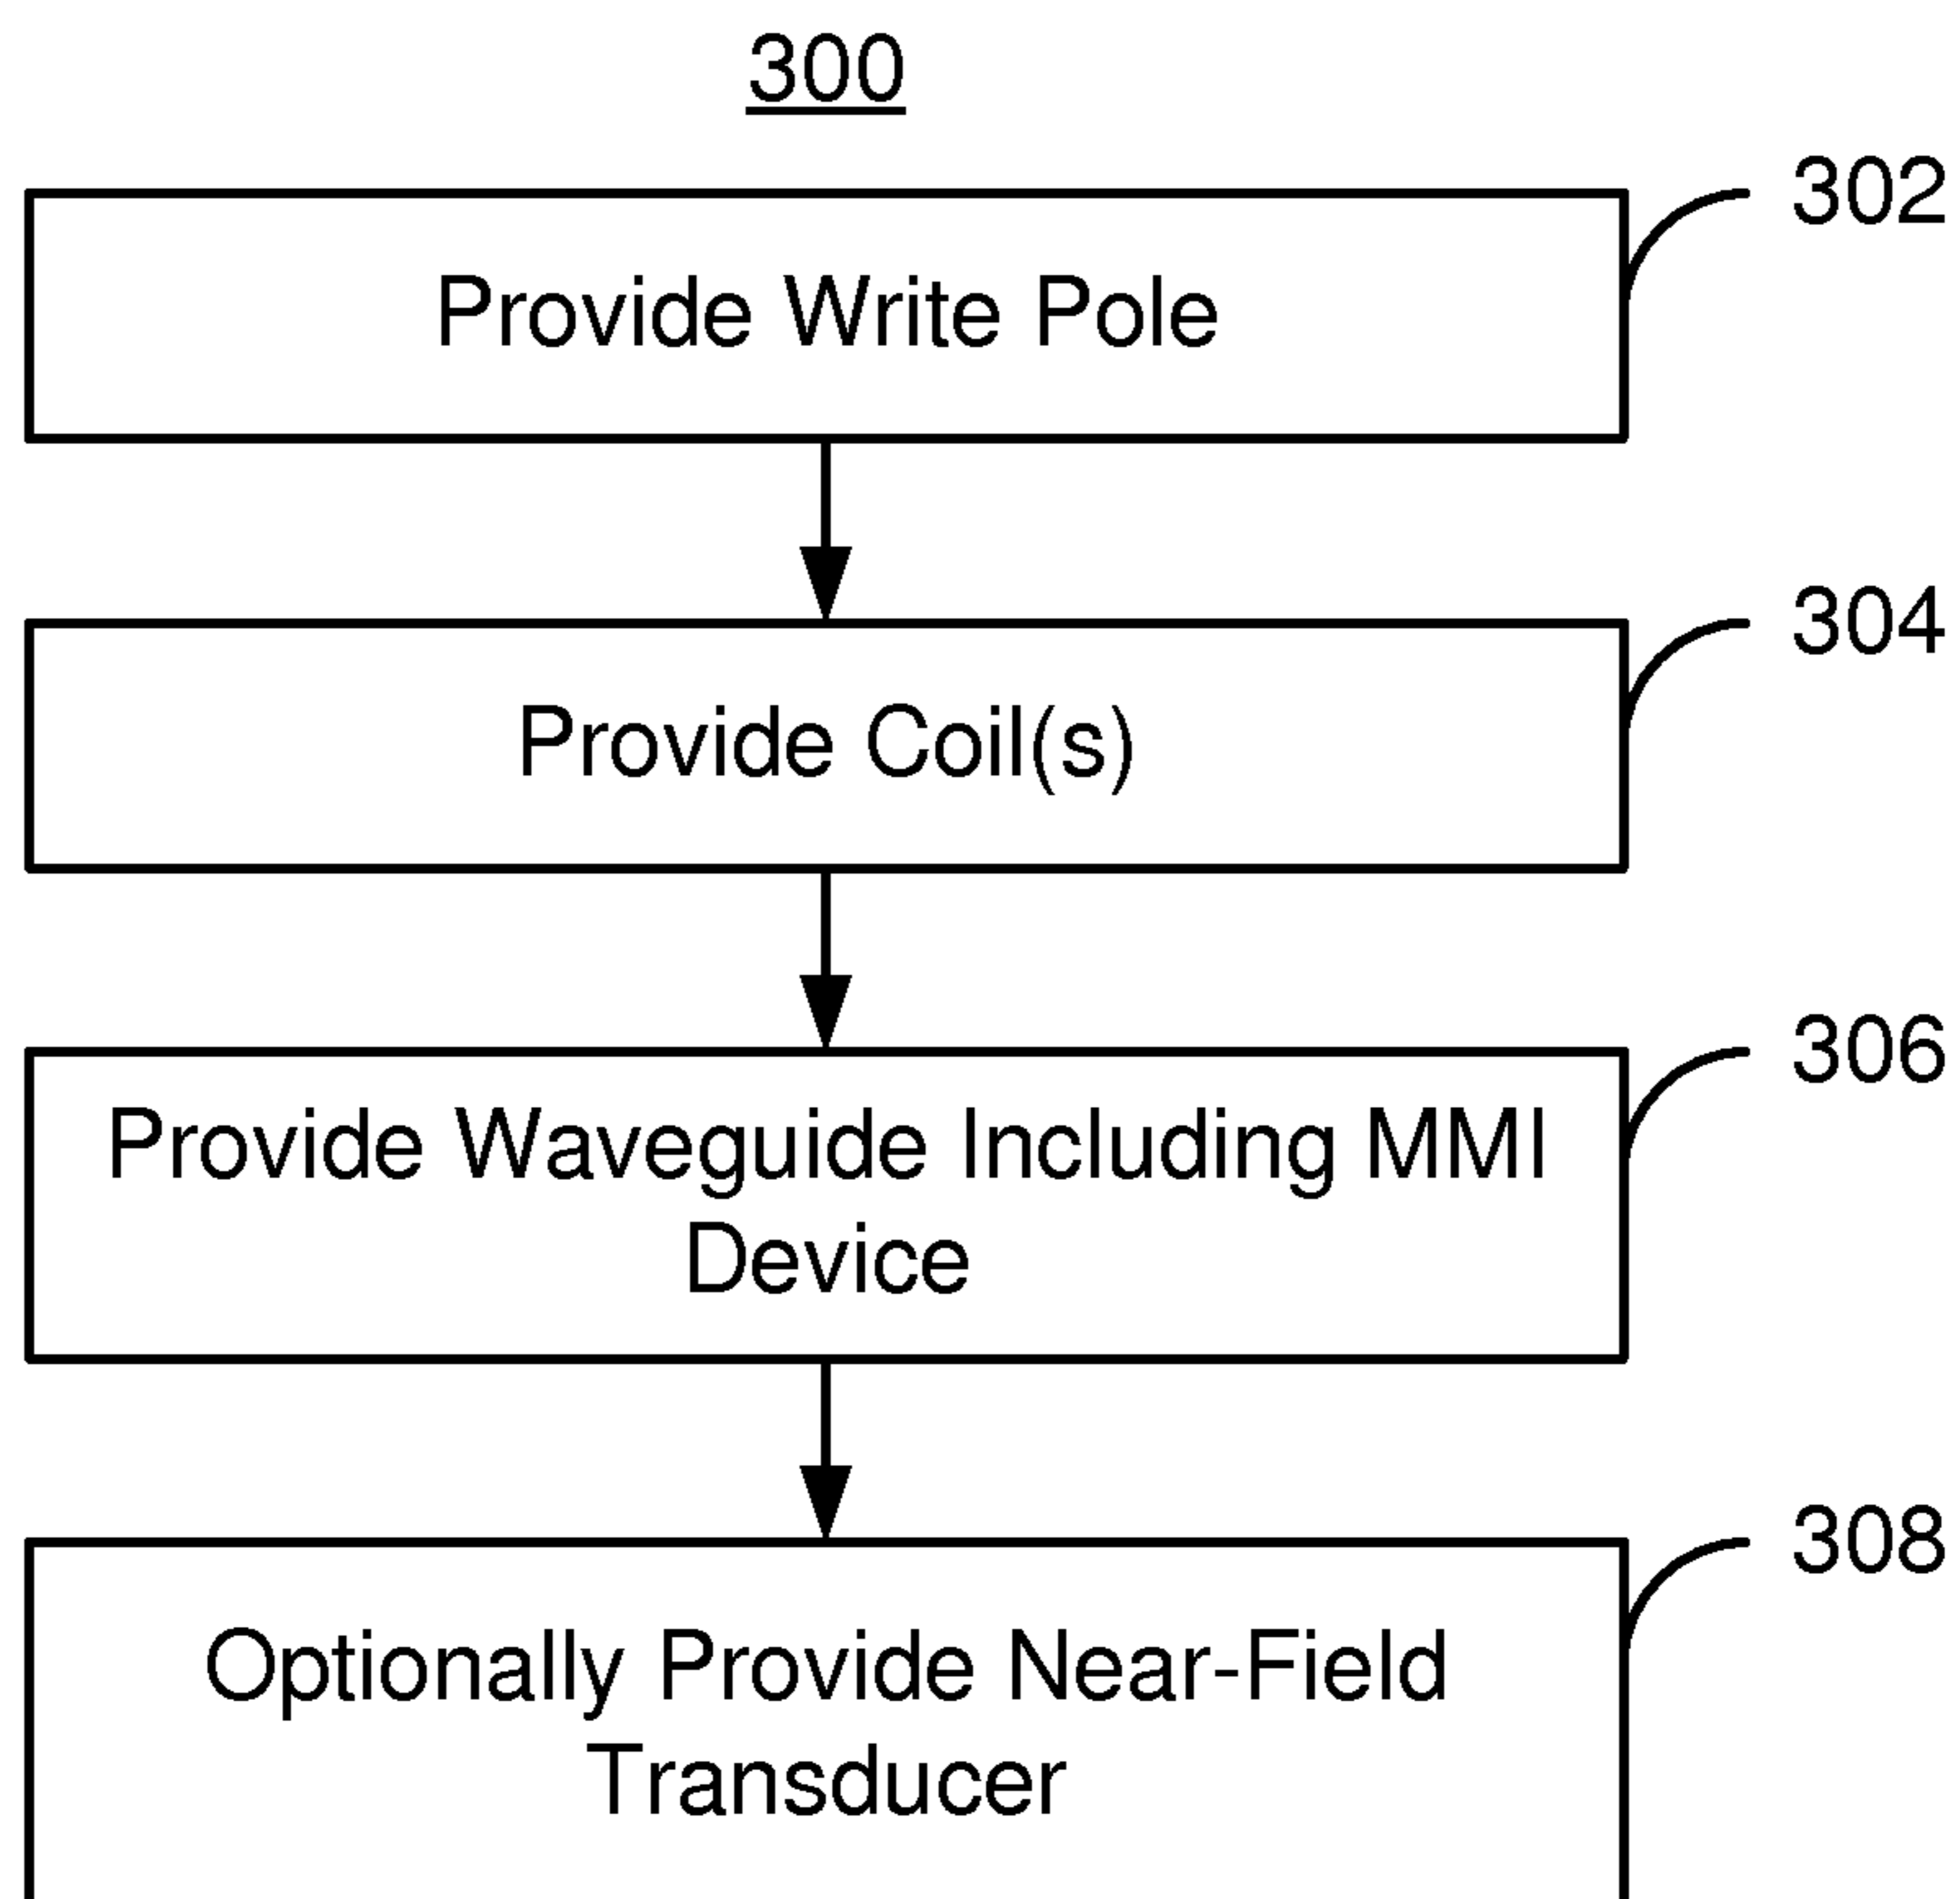 300
302
Provide Write Pole
304
Provide Coil(s)
306
Provide Waveguide Including MMI
Device
308
Optionally Provide Near-Field
Transducer